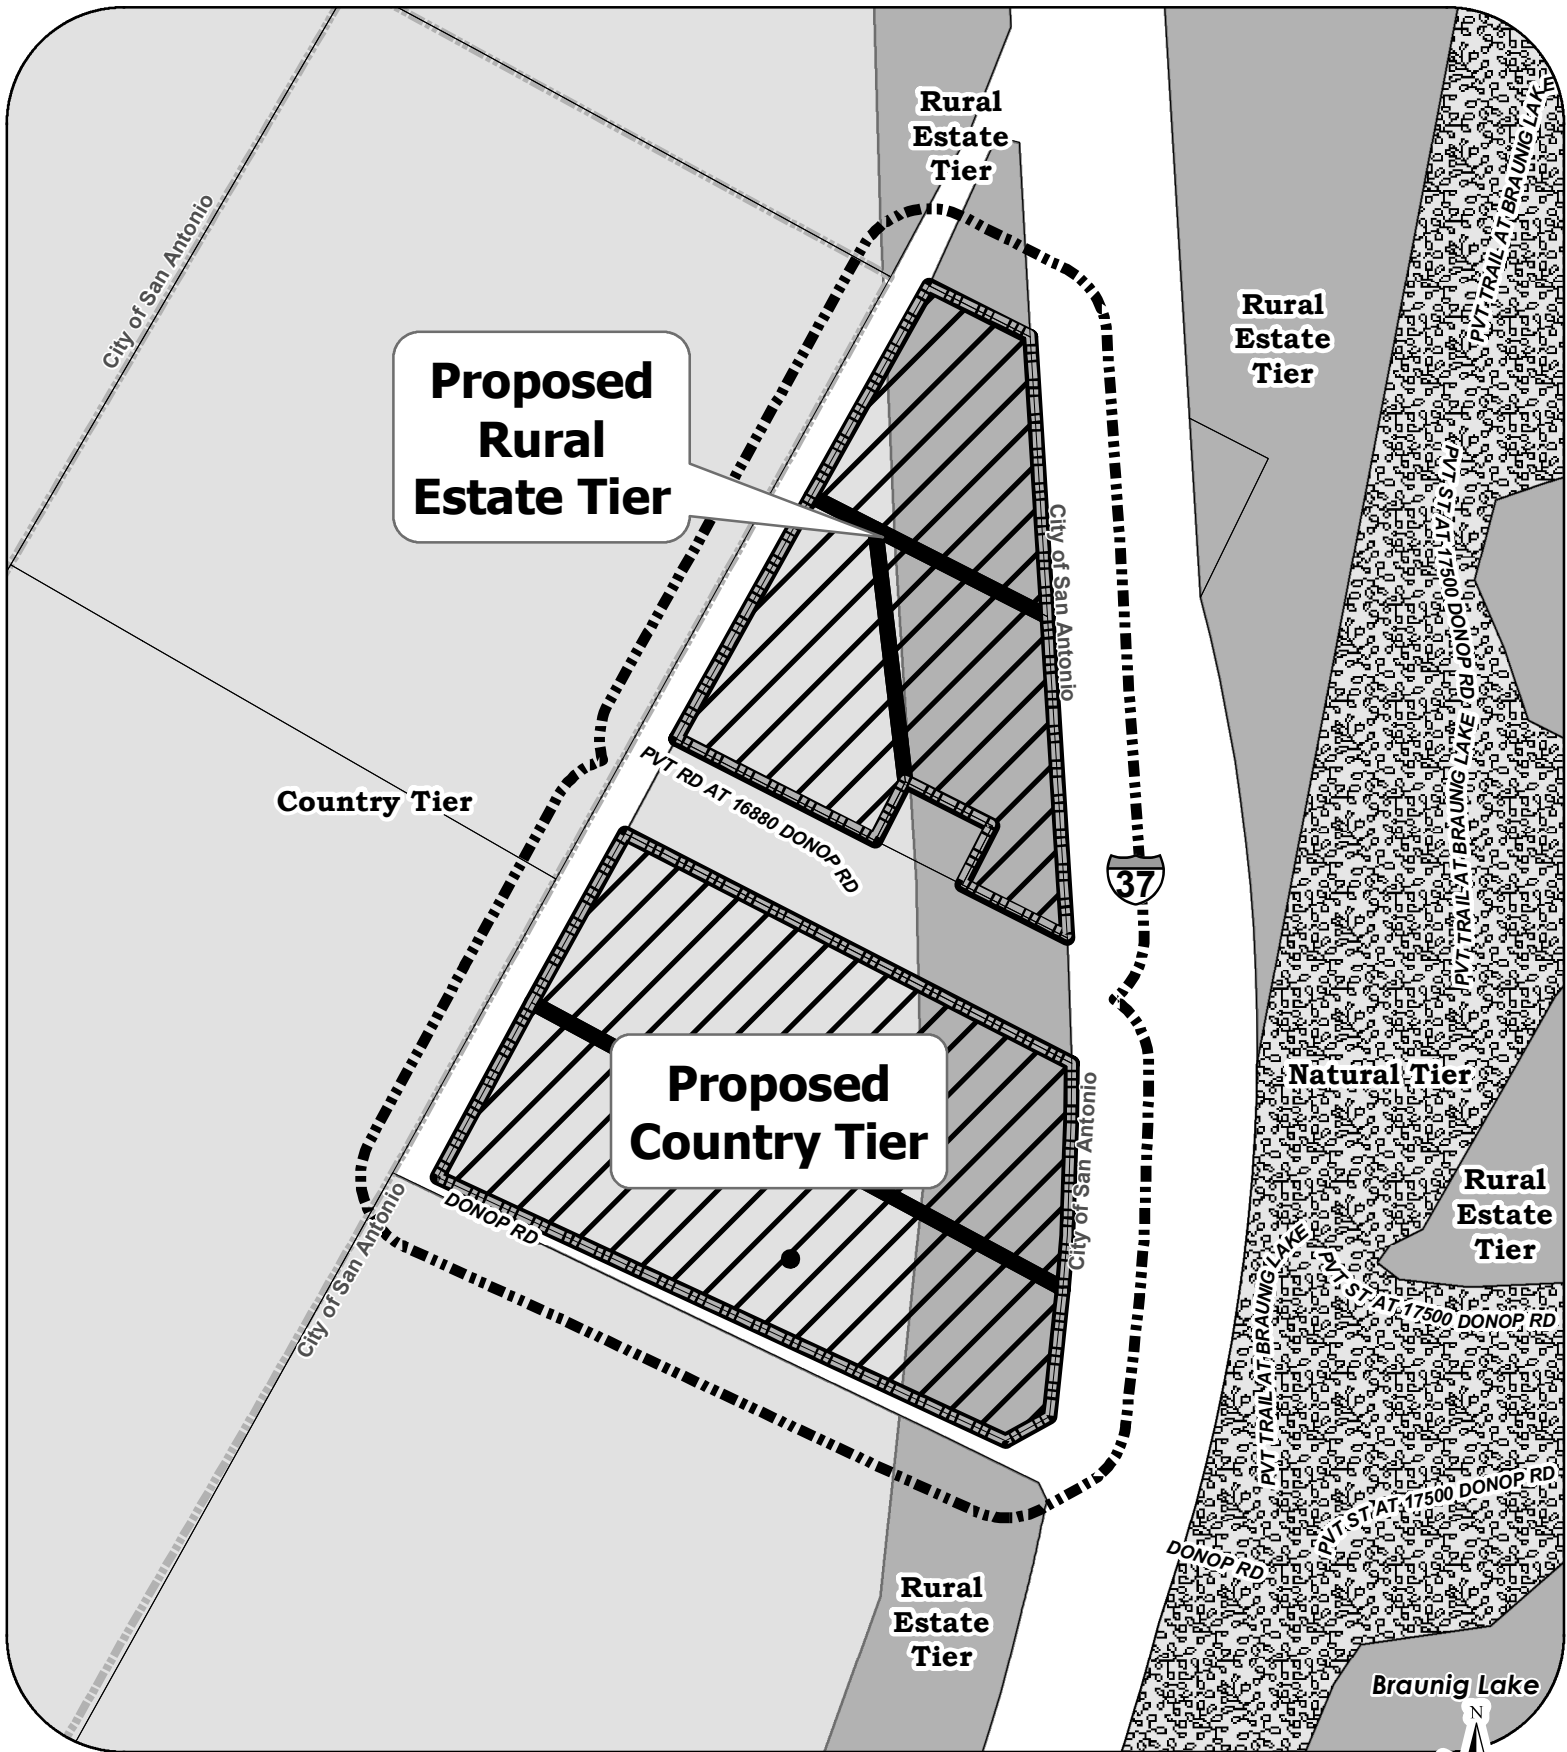 Rural
Estate
Tier
PVT TRAIL AT BRAUNIG LAKE
City of San Antonio
Rural
Estate
Tier
Proposed
Rural
Estate Tier
PVT ST AT 17500 DONOP RD
City of San Antonio
PVT TRAIL AT BRAUNIG LAKE
PVT RD AT 16880 DONOP RD
Country Tier
37
Natural Tier
Proposed
Country Tier
City of San Antonio
Rural
Estate
Tier
DONOP RD
City of San Antonio
PVT TRAIL AT BRAUNIG LAKE
PVT ST AT 17500 DONOP RD
PVT ST AT 17500 DONOP RD
DONOP RD
Rural
Estate
Tier
Braunig Lake
N